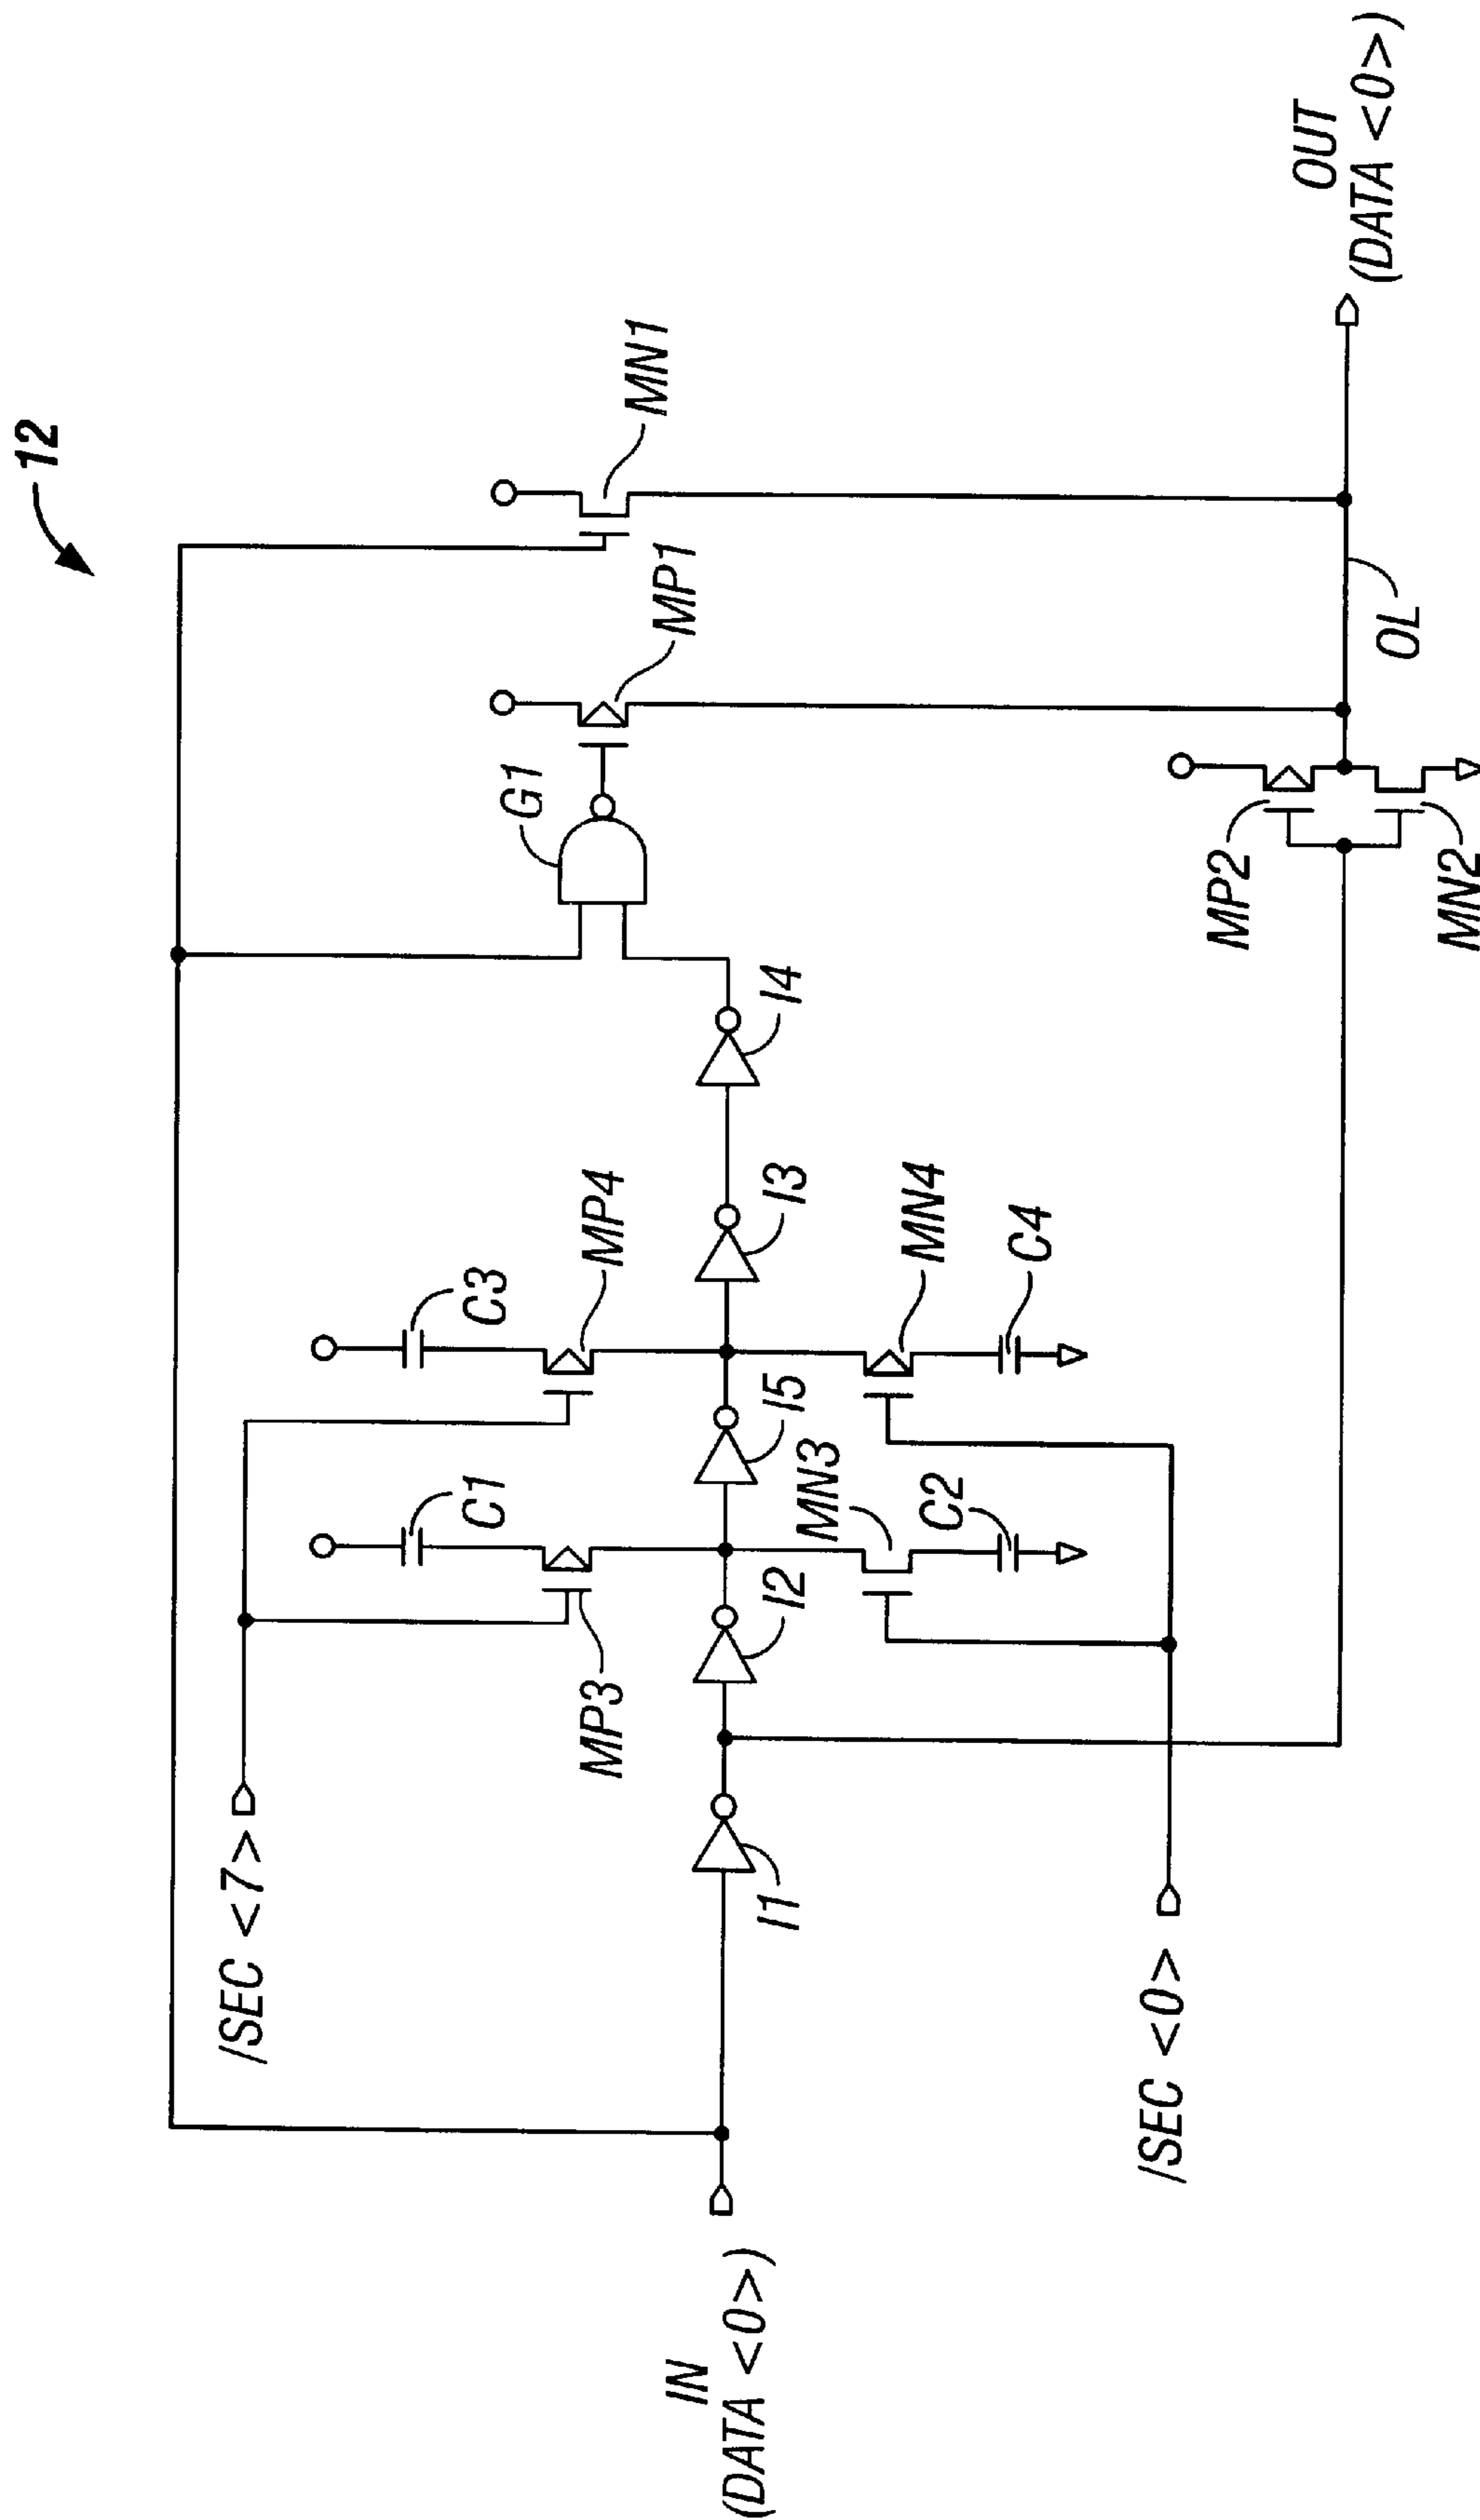 12
IN
(DATA <0>)
/SEC <7>
/SEC <0>
I1
I2
I5
I3
I4
MP3
C1
MN3
C2
MP4
C3
MN4
C4
G1
MP1
MN1
MP2
MN2
OL
OUT
(DATA <0>)